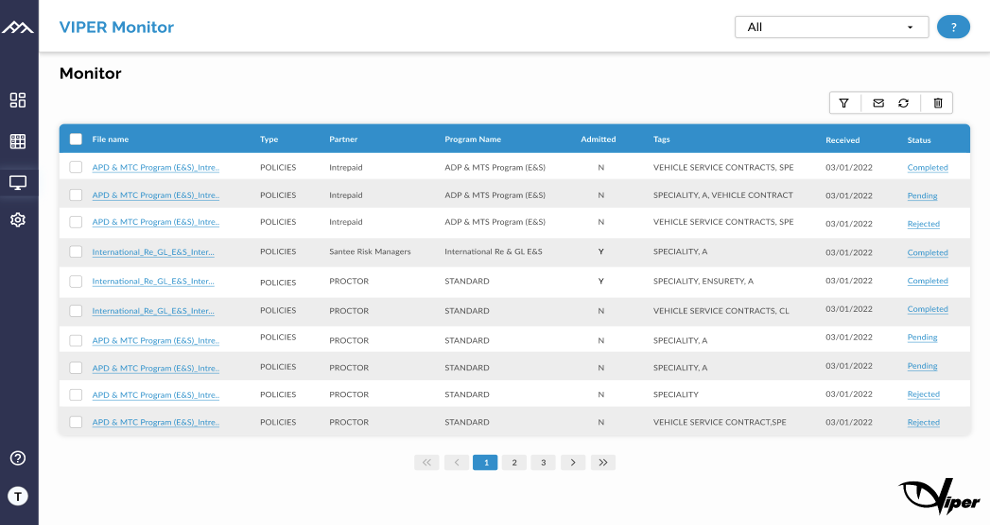 VIPER Monitor
All
?
Monitor
File name Type Partner Program Name Admitted Tags Received Status
APD & MTC Program (E&S)_Intre.. POLICIES Intrepaid ADP & MTS Program (E&S) N VEHICLE SERVICE CONTRACTS, SPE 03/01/2022 Completed
APD & MTC Program (E&S)_Intre.. POLICIES Intrepaid ADP & MTS Program (E&S) N SPECIALITY, A, VEHICLE CONTRACT 03/01/2022 Pending
APD & MTC Program (E&S)_Intre.. POLICIES Intrepaid ADP & MTS Program (E&S) N VEHICLE SERVICE CONTRACTS, SPE 03/01/2022 Rejected
International_Re_GL_E&S_Inter... POLICIES Santee Risk Managers International Re & GL E&S Y SPECIALITY, A 03/01/2022 Completed
International_Re_GL_E&S_Inter... POLICIES PROCTOR STANDARD Y SPECIALITY, ENSURETY, A 03/01/2022 Completed
International_Re_GL_E&S_Inter... POLICIES PROCTOR STANDARD N VEHICLE SERVICE CONTRACTS, CL 03/01/2022 Completed
APD & MTC Program (E&S)_Intre.. POLICIES PROCTOR STANDARD N SPECIALITY, A 03/01/2022 Pending
APD & MTC Program (E&S)_Intre.. POLICIES PROCTOR STANDARD N SPECIALITY, A 03/01/2022 Pending
APD & MTC Program (E&S)_Intre.. POLICIES PROCTOR STANDARD N SPECIALITY 03/01/2022 Rejected
APD & MTC Program (E&S)_Intre.. POLICIES PROCTOR STANDARD N VEHICLE SERVICE CONTRACT,SPE 03/01/2022 Rejected
<< < 1 2 3 > >>
?
T
Viper